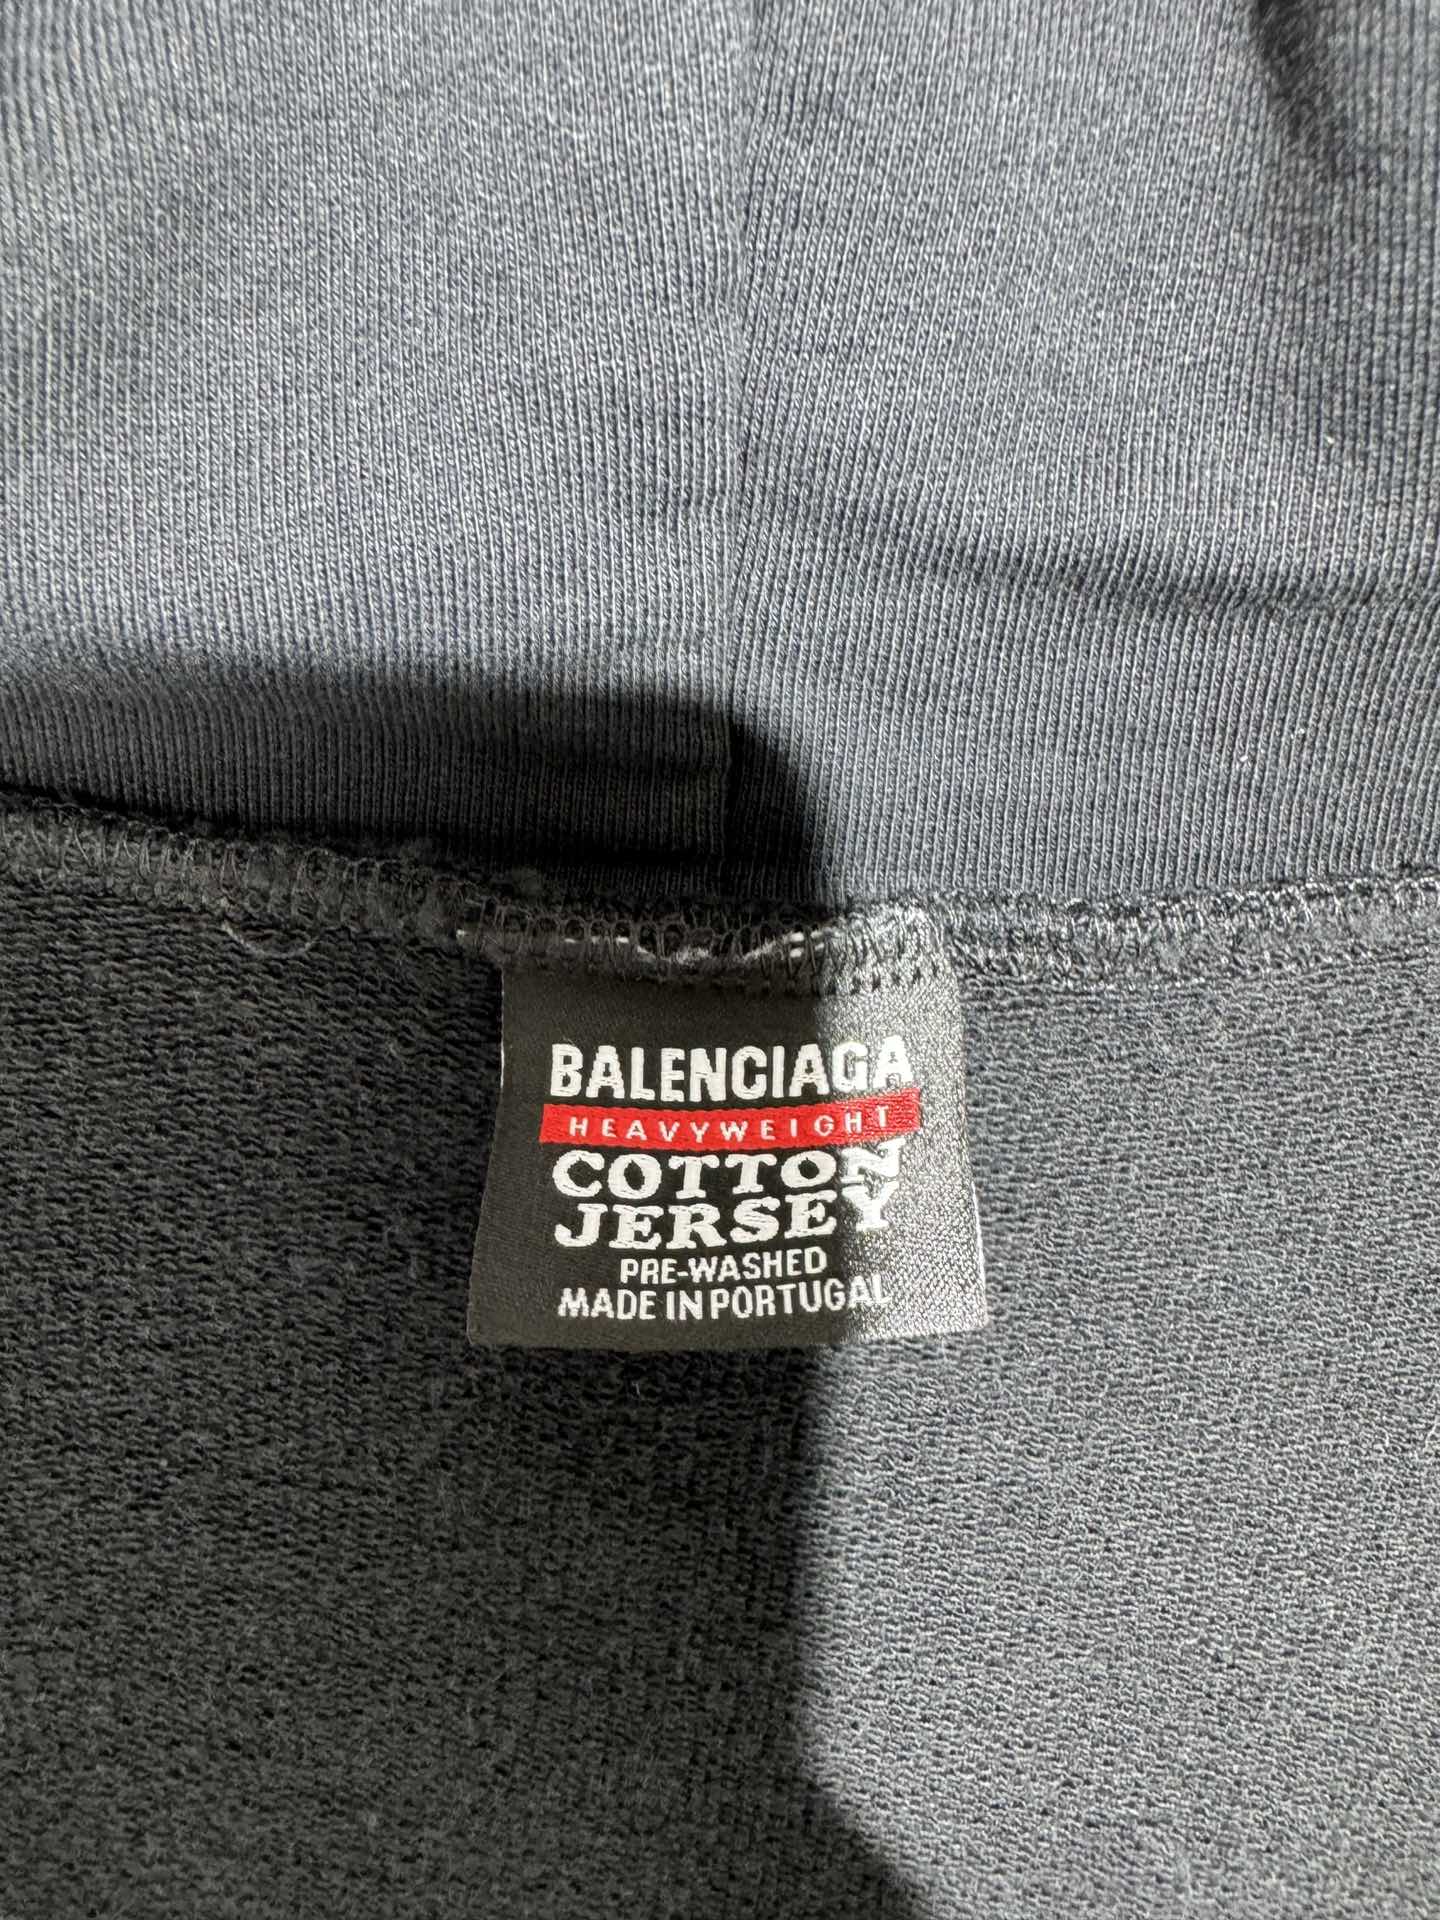 BALENCIAGA
HEAVYWEIGHT
COTTON
JERSEY
PRE-WASHED
MADE IN PORTUGAL